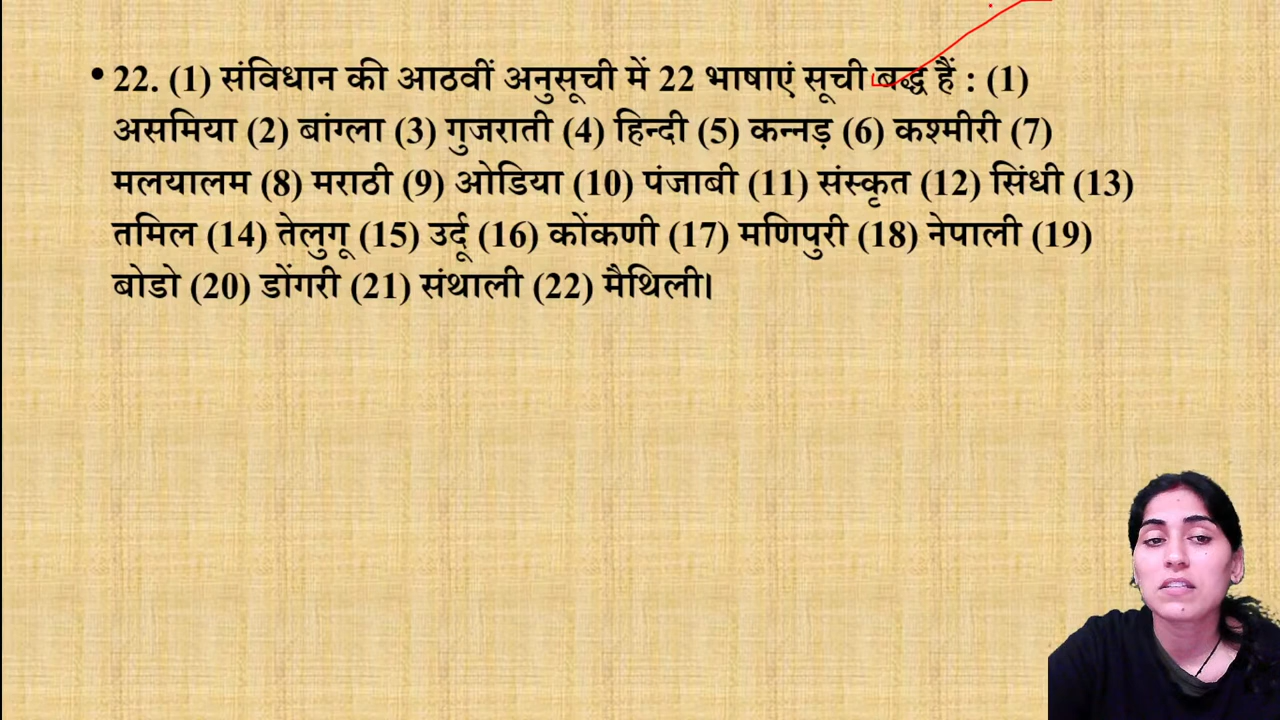 • 22. (1) संविधान की आठवीं अनुसूची में 22 भाषाएं सूची बद्ध हैं : (1)
असमिया (2) बांग्ला (3) गुजराती (4) हिन्दी (5) कन्नड़ (6) कश्मीरी (7)
मलयालम (8) मराठी (9) ओडिया (10) पंजाबी (11) संस्कृत (12) सिंधी (13)
तमिल (14) तेलुगू (15) उर्दू (16) कोंकणी (17) मणिपुरी (18) नेपाली (19)
बोडो (20) डोंगरी (21) संथाली (22) मैथिली।